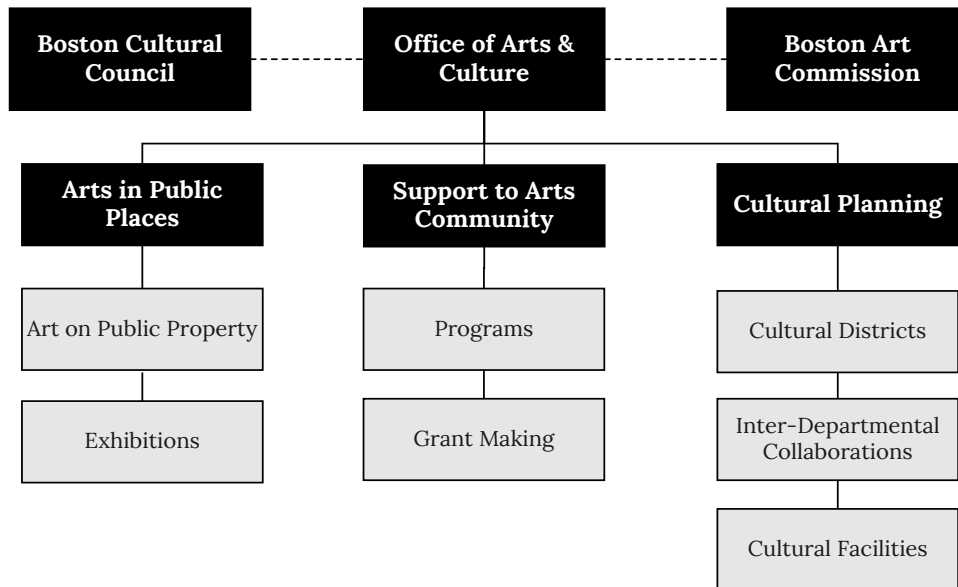 Boston Cultural
Council
Office of Arts &
Culture
Boston Art
Commission
Arts in Public
Places
Support to Arts
Community
Cultural Planning
Art on Public Property
Programs
Cultural Districts
Exhibitions
Grant Making
Inter-Departmental
Collaborations
Cultural Facilities